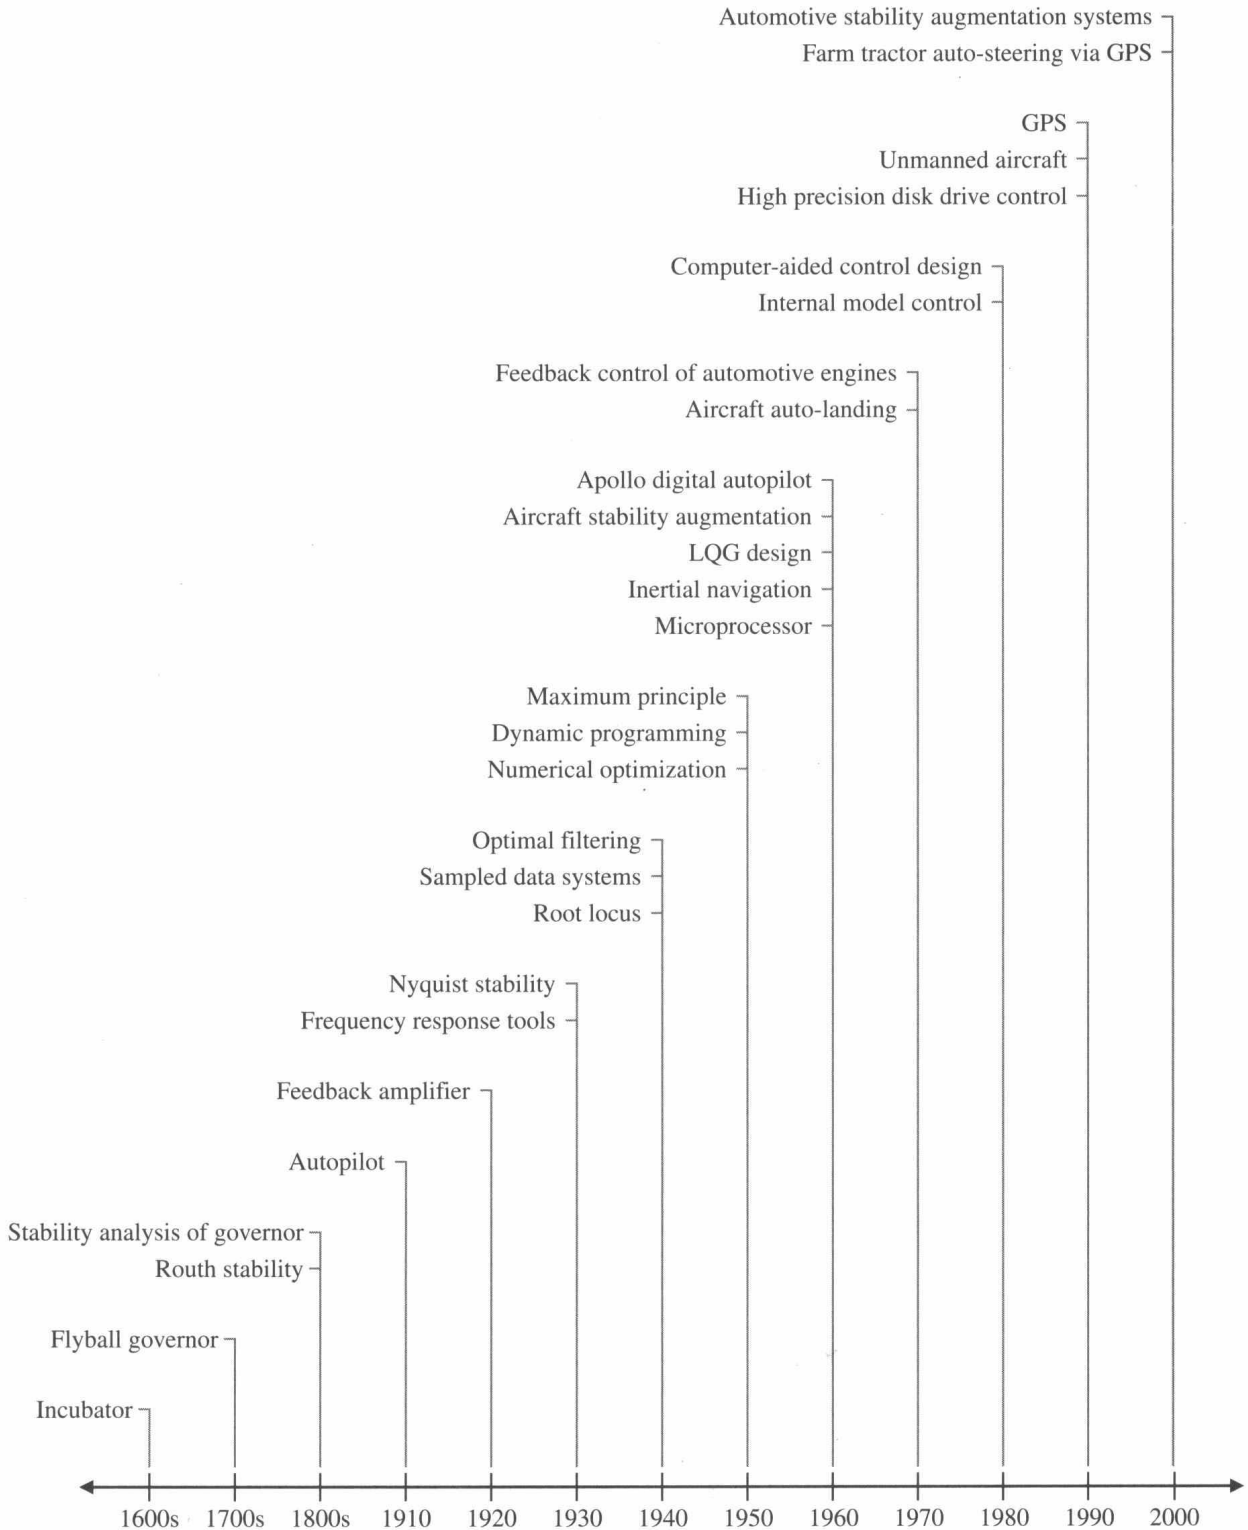 Automotive stability augmentation systems
Farm tractor auto-steering via GPS
GPS
Unmanned aircraft
High precision disk drive control
Computer-aided control design
Internal model control
Feedback control of automotive engines
Aircraft auto-landing
Apollo digital autopilot
Aircraft stability augmentation
LQG design
Inertial navigation
Microprocessor
Maximum principle
Dynamic programming
Numerical optimization
Optimal filtering
Sampled data systems
Root locus
Nyquist stability
Frequency response tools
Feedback amplifier
Autopilot
Stability analysis of governor
Routh stability
Flyball governor
Incubator
1600s 1700s 1800s 1910 1920 1930 1940 1950 1960 1970 1980 1990 2000